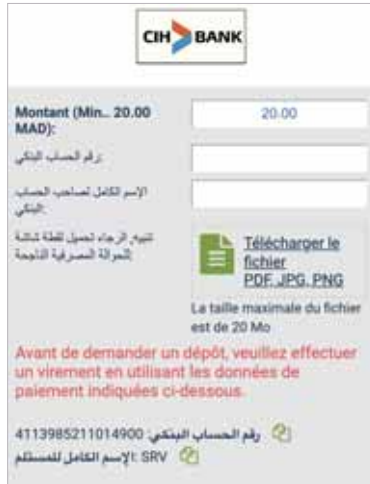 CIH BANK
Montant (Min.. 20.00
MAD):
20.00
رقم الحساب البنكي:
الإسم الكامل لصاحب الحساب
البنكي:
تنبيه, الرجاء تحميل لقطة شاشة
للحوالة المصرفية الناجحة:
Télécharger le
fichier
PDF, JPG, PNG
La taille maximale du fichier
est de 20 Mo
Avant de demander un dépôt, veuillez effectuer
un virement en utilisant les données de
paiement indiquées ci-dessous.
رقم الحساب البنكي: 4113985211014900
الإسم الكامل للمستلم: SRV